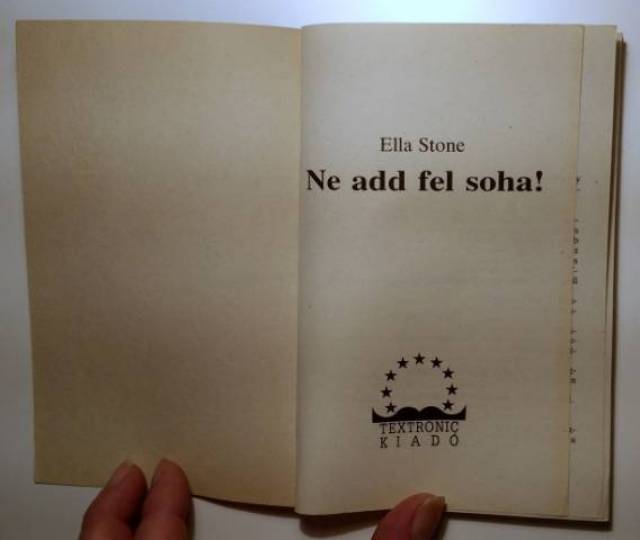 Ella Stone
Ne add fel soha!
TEXTRONIC
KIADÓ